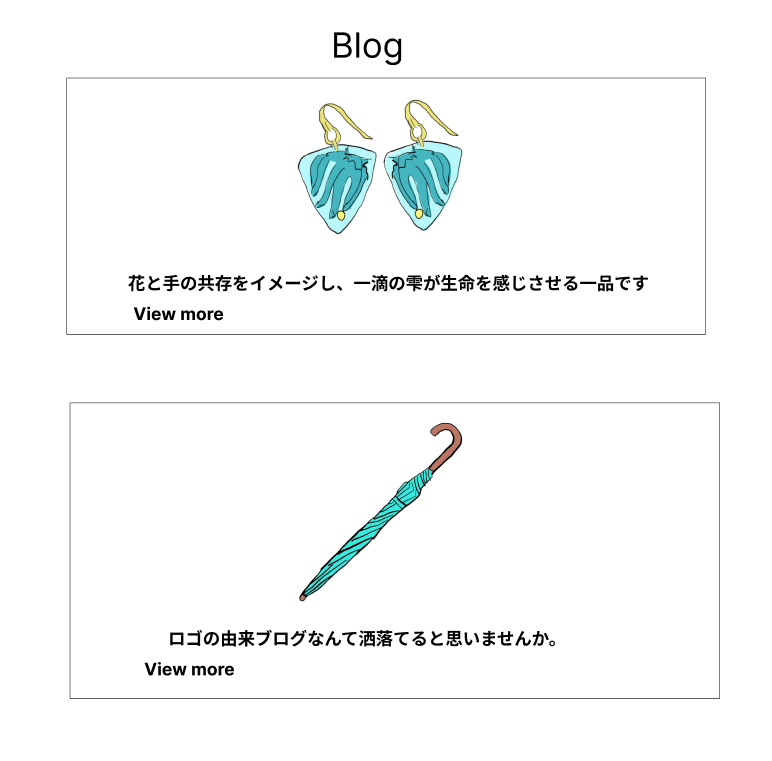 Blog
花と手の共存をイメージし、一滴の雫が生命を感じさせる一品です
View more
ロゴの由来ブログなんて洒落てると思いませんか。
View more